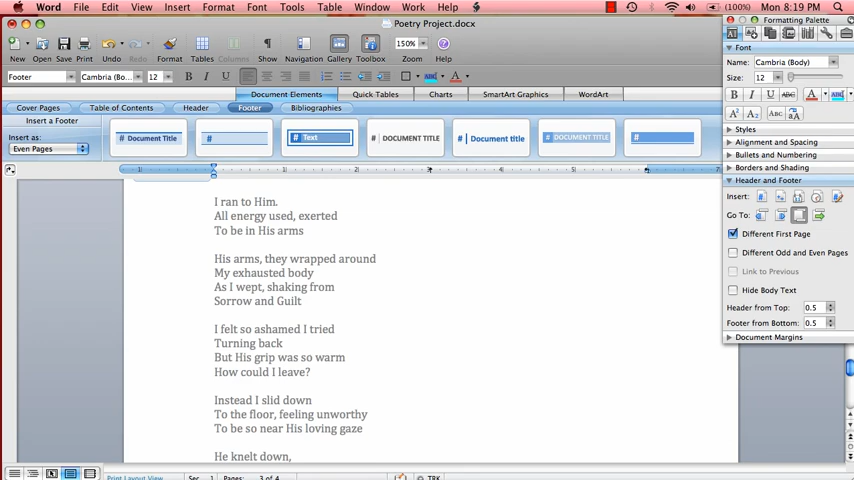 Word File Edit View Insert Format Font Tools Table Window Work Help (100%) Mon 8:19 PM
Poetry Project.docx
Formatting Palette
150%
New Open Save Print Undo Redo Format Tables Columns Show Navigation Gallery Toolbox Zoom Help
Footer Cambria (Bo... 12 B I U
Document Elements Quick Tables Charts SmartArt Graphics WordArt
Cover Pages Table of Contents Header Footer Bibliographies
Insert a Footer
Insert as:
Even Pages
# Document Title
#
# Text
# DOCUMENT TITLE
# Document title
# DOCUMENT TITLE
#
I ran to Him.
All energy used, exerted
To be in His arms
His arms, they wrapped around
My exhausted body
As I wept, shaking from
Sorrow and Guilt
I felt so ashamed I tried
Turning back
But His grip was so warm
How could I leave?
Instead I slid down
To the floor, feeling unworthy
To be so near His loving gaze
He knelt down,
Font
Name: Cambria (Body)
Size: 12
B I U ABC A ABC
A² A₂ Abc aA
Styles
Alignment and Spacing
Bullets and Numbering
Borders and Shading
Header and Footer
Insert:
Go To:
Different First Page
Different Odd and Even Pages
Link to Previous
Hide Body Text
Header from Top: 0.5
Footer from Bottom: 0.5
Document Margins
Print Layout View Sec 1 Pages: 3 of 4 TRK